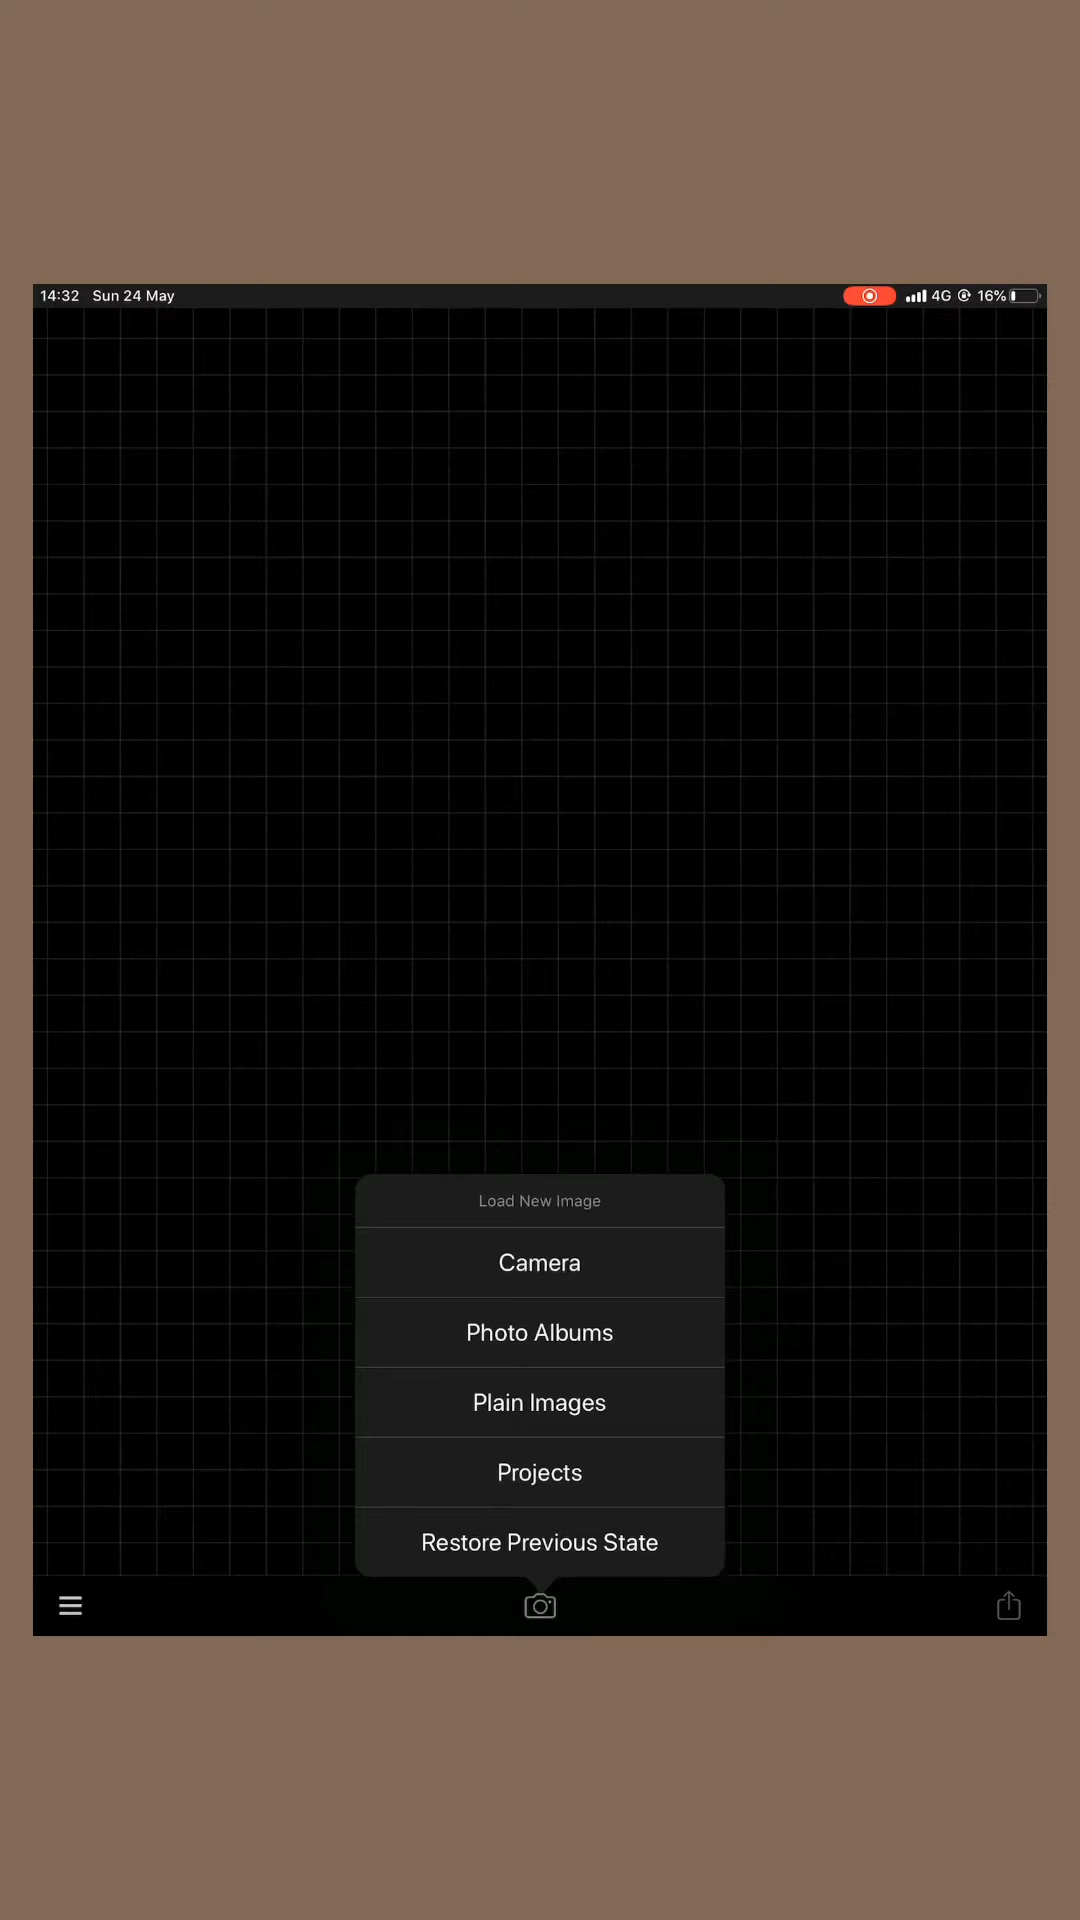 14:32 Sun 24 May 4G 16%
Load New Image
Camera
Photo Albums
Plain Images
Projects
Restore Previous State